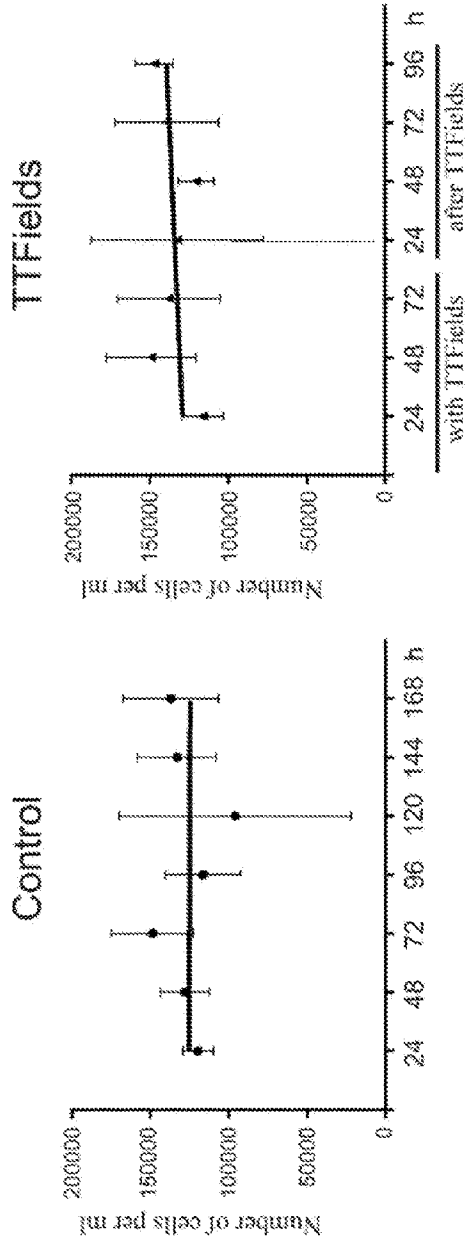 Control
Number of cells per ml
200000
150000
100000
50000
0
24 48 72 96 120 144 168 h
TTFields
Number of cells per ml
200000
150000
100000
50000
0
24 48 72 24 48 72 96 h
with TTFields after TTFields